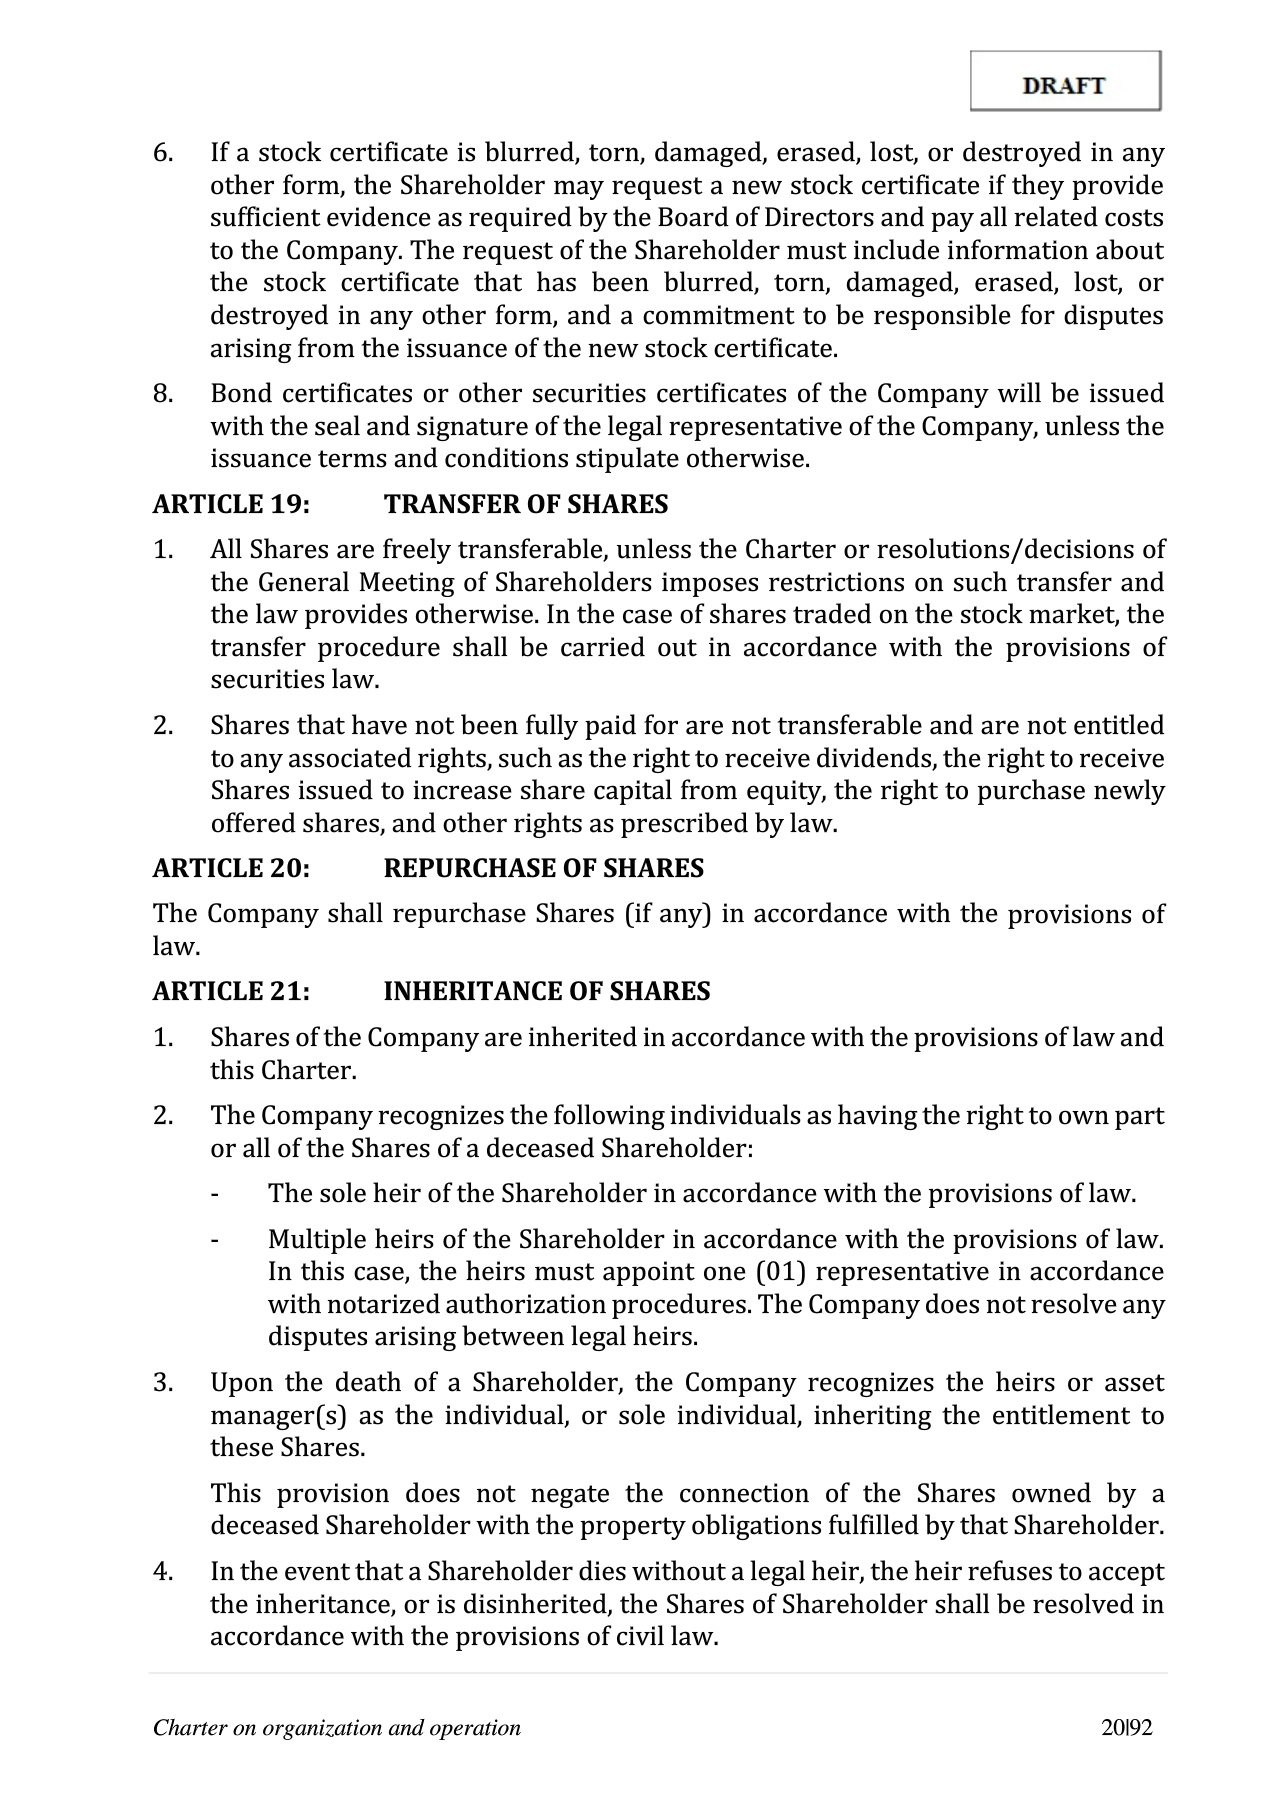 DRAFT
6. If a stock certificate is blurred, torn, damaged, erased, lost, or destroyed in any
other form, the Shareholder may request a new stock certificate if they provide
sufficient evidence as required by the Board of Directors and pay all related costs
to the Company. The request of the Shareholder must include information about
the stock certificate that has been blurred, torn, damaged, erased, lost, or
destroyed in any other form, and a commitment to be responsible for disputes
arising from the issuance of the new stock certificate.
8. Bond certificates or other securities certificates of the Company will be issued
with the seal and signature of the legal representative of the Company, unless the
issuance terms and conditions stipulate otherwise.
ARTICLE 19: TRANSFER OF SHARES
1. All Shares are freely transferable, unless the Charter or resolutions/decisions of
the General Meeting of Shareholders imposes restrictions on such transfer and
the law provides otherwise. In the case of shares traded on the stock market, the
transfer procedure shall be carried out in accordance with the provisions of
securities law.
2. Shares that have not been fully paid for are not transferable and are not entitled
to any associated rights, such as the right to receive dividends, the right to receive
Shares issued to increase share capital from equity, the right to purchase newly
offered shares, and other rights as prescribed by law.
ARTICLE 20: REPURCHASE OF SHARES
The Company shall repurchase Shares (if any) in accordance with the provisions of
law.
ARTICLE 21: INHERITANCE OF SHARES
1. Shares of the Company are inherited in accordance with the provisions of law and
this Charter.
2. The Company recognizes the following individuals as having the right to own part
or all of the Shares of a deceased Shareholder:
- The sole heir of the Shareholder in accordance with the provisions of law.
- Multiple heirs of the Shareholder in accordance with the provisions of law.
In this case, the heirs must appoint one (01) representative in accordance
with notarized authorization procedures. The Company does not resolve any
disputes arising between legal heirs.
3. Upon the death of a Shareholder, the Company recognizes the heirs or asset
manager(s) as the individual, or sole individual, inheriting the entitlement to
these Shares.
This provision does not negate the connection of the Shares owned by a
deceased Shareholder with the property obligations fulfilled by that Shareholder.
4. In the event that a Shareholder dies without a legal heir, the heir refuses to accept
the inheritance, or is disinherited, the Shares of Shareholder shall be resolved in
accordance with the provisions of civil law.
Charter on organization and operation 20|92